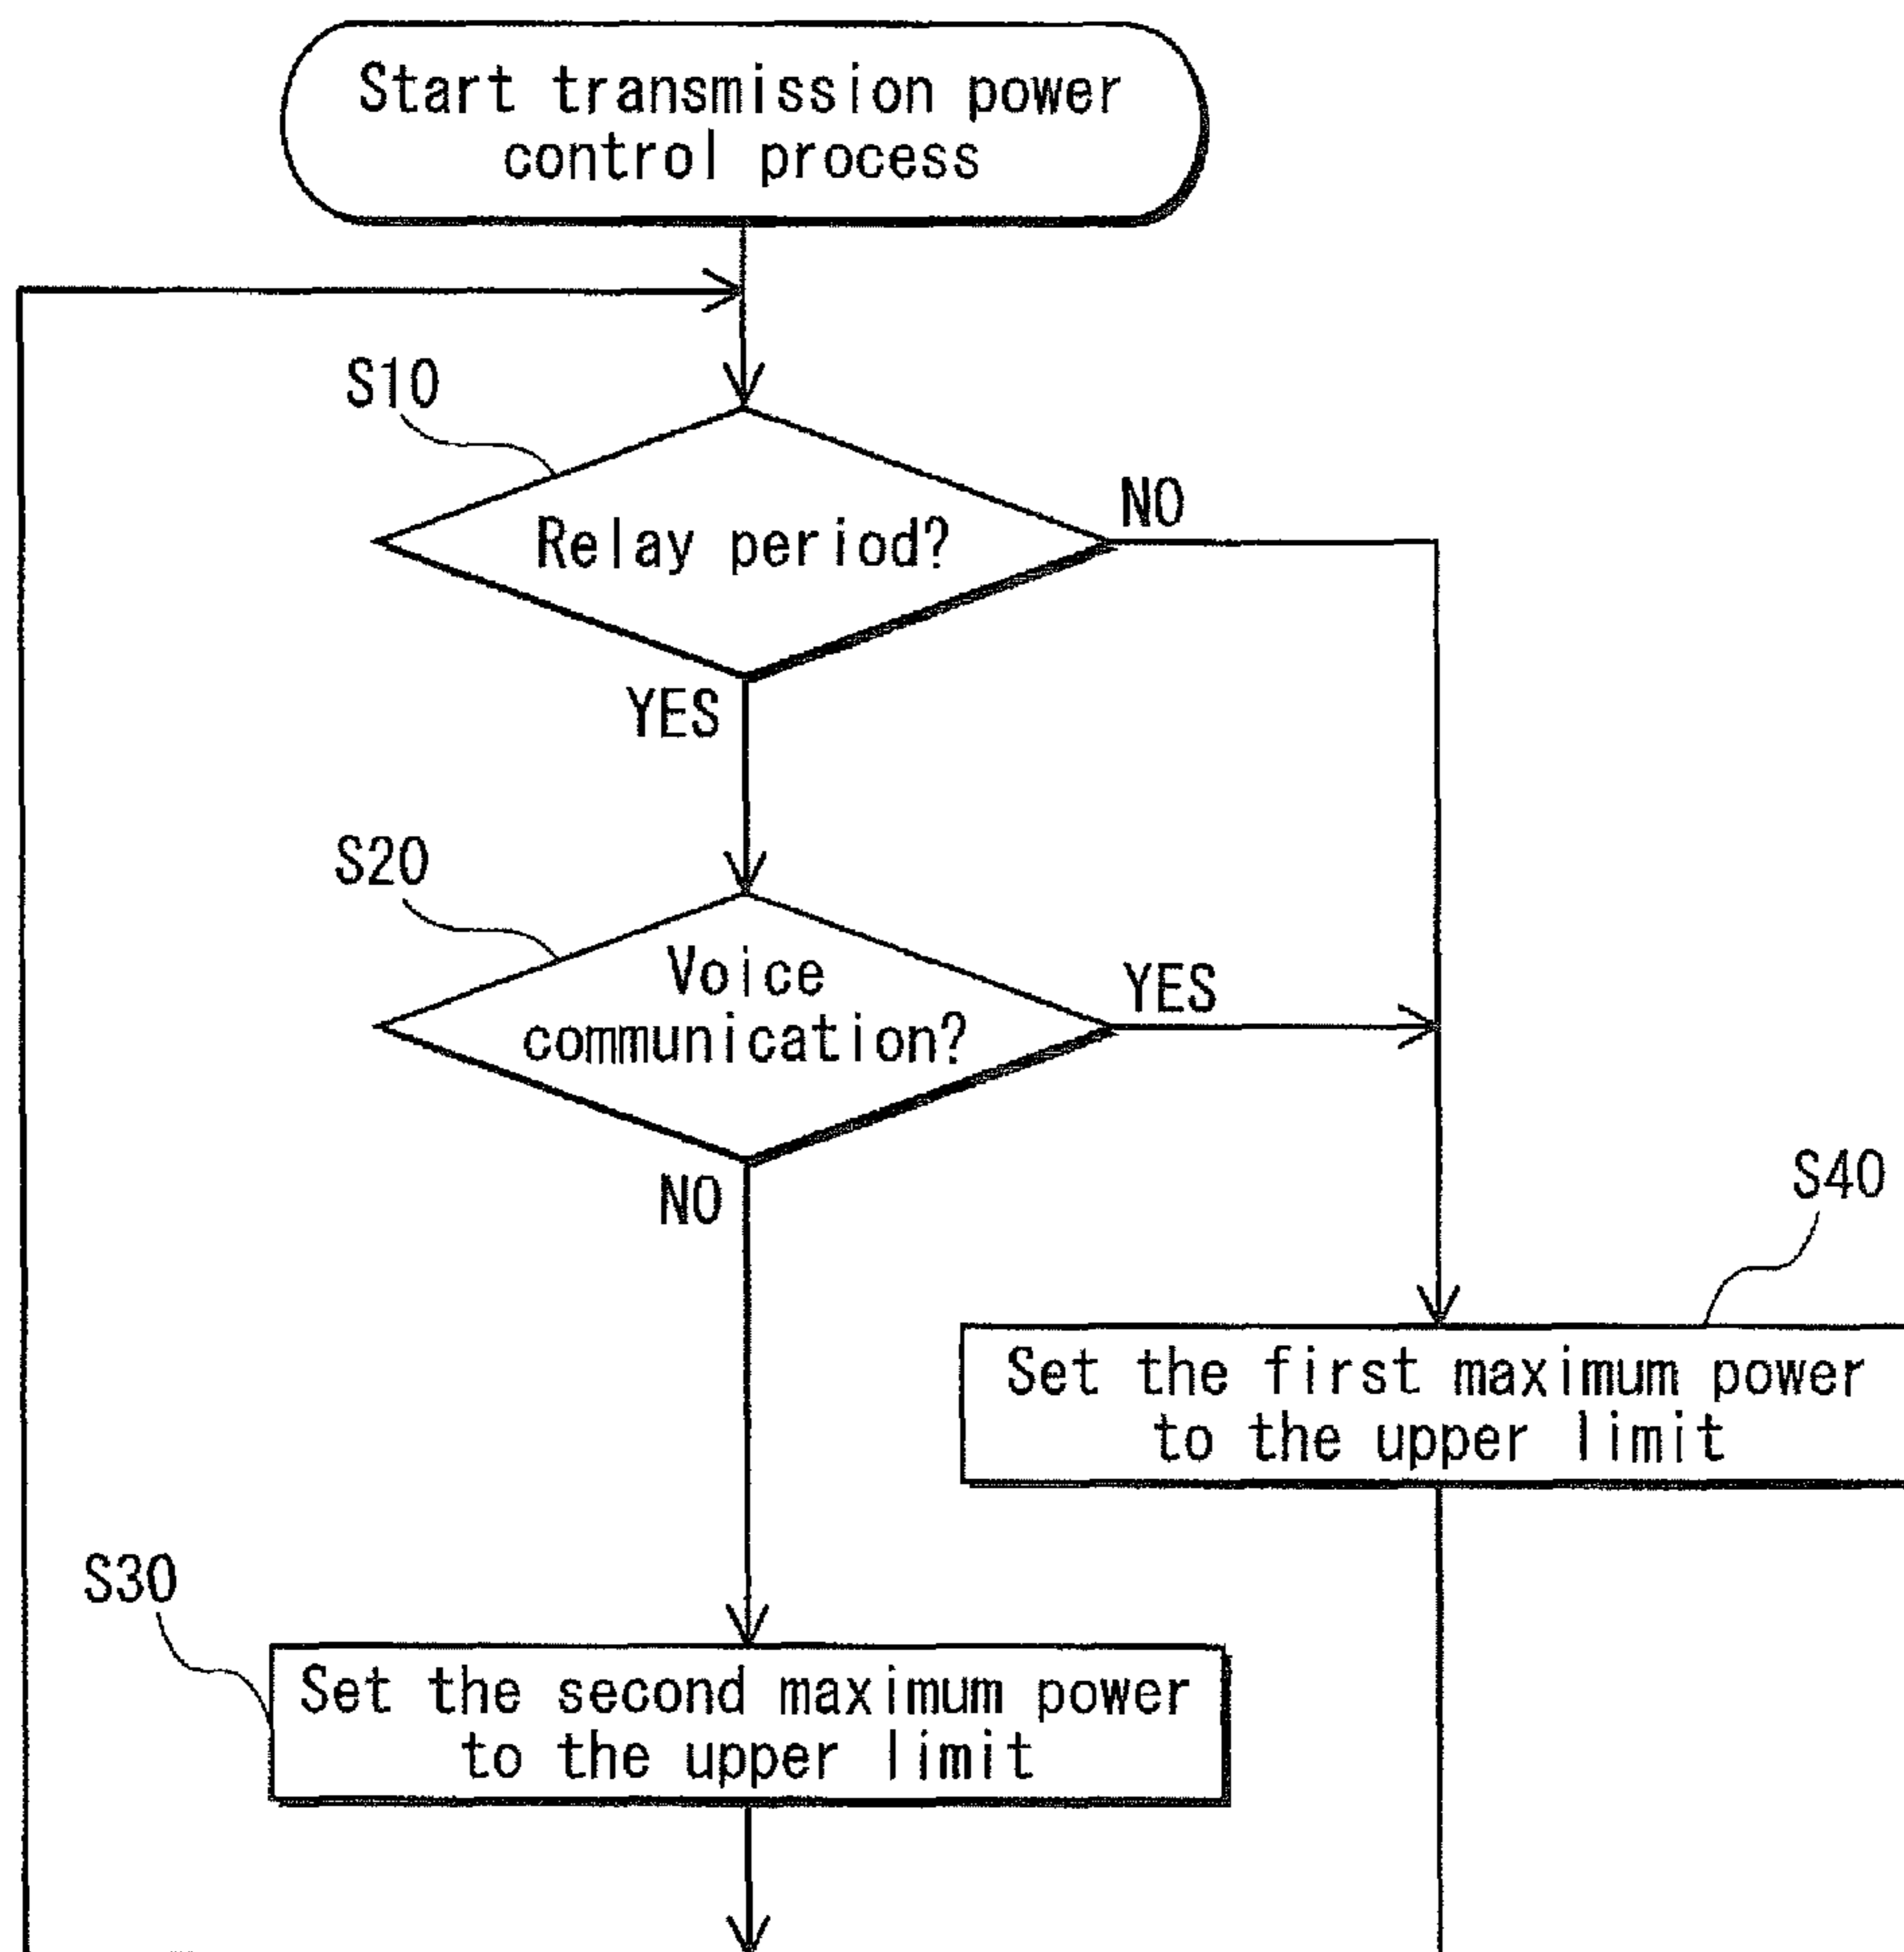 Start transmission power
control process
S10
NO
Relay period?
YES
S20
Voice
communication?
YES
NO
S40
Set the first maximum power
to the upper limit
S30
Set the second maximum power
to the upper limit